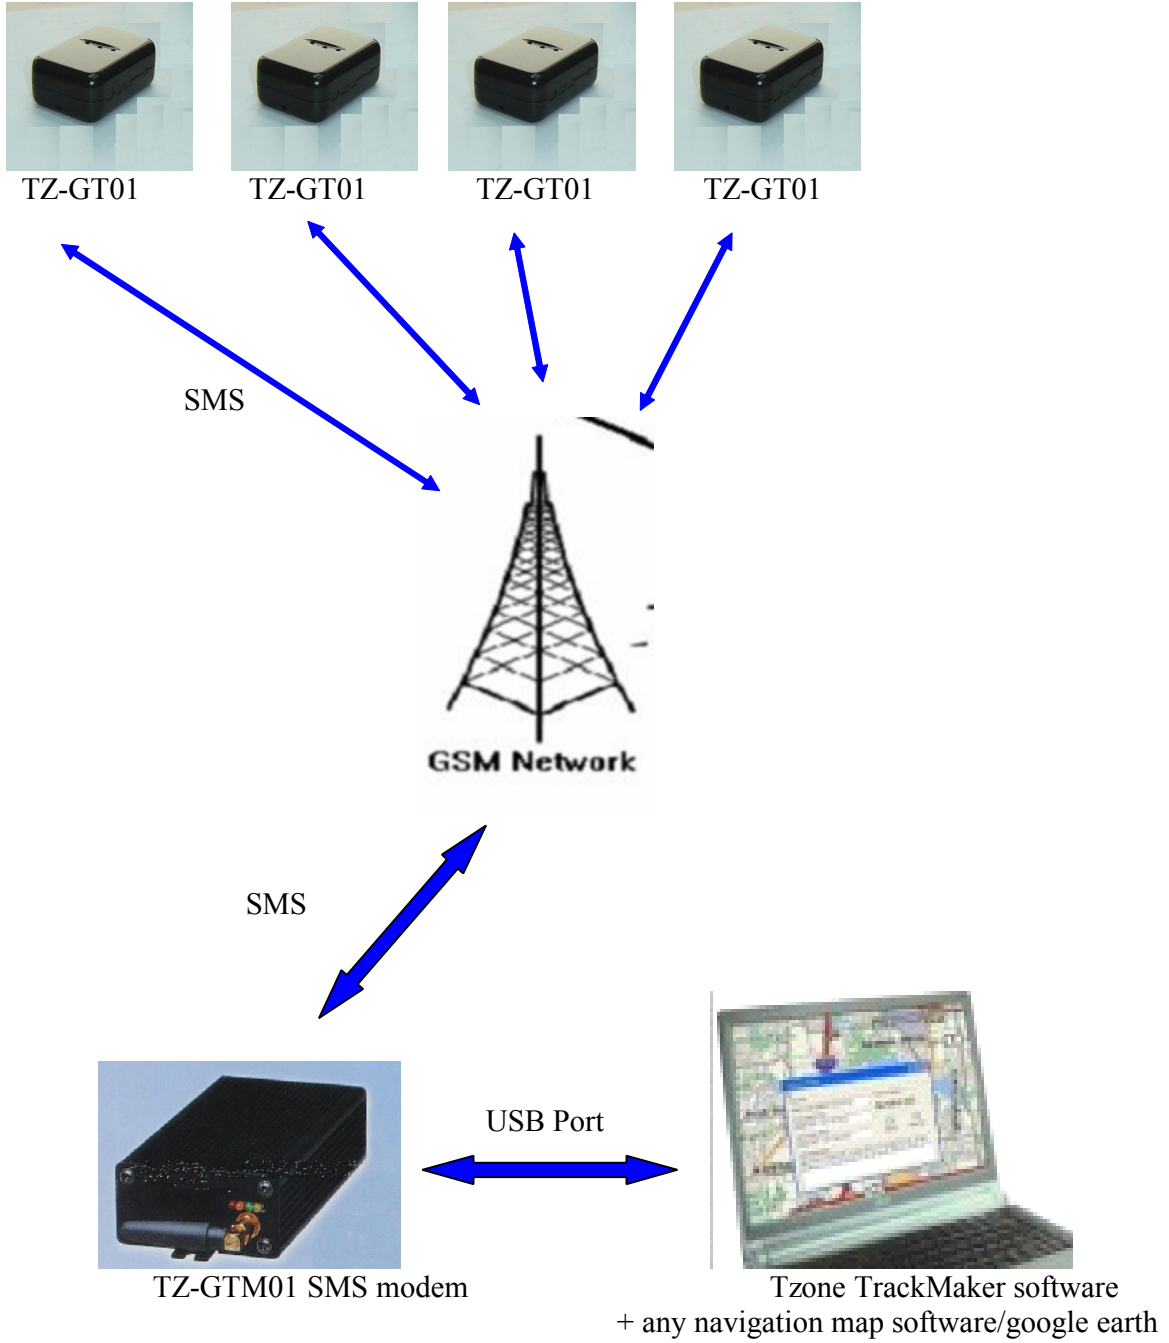 TZ-GT01
TZ-GT01
TZ-GT01
TZ-GT01
SMS
GSM Network
SMS
USB Port
TZ-GTM01 SMS modem
Tzone TrackMaker software
+ any navigation map software/google earth